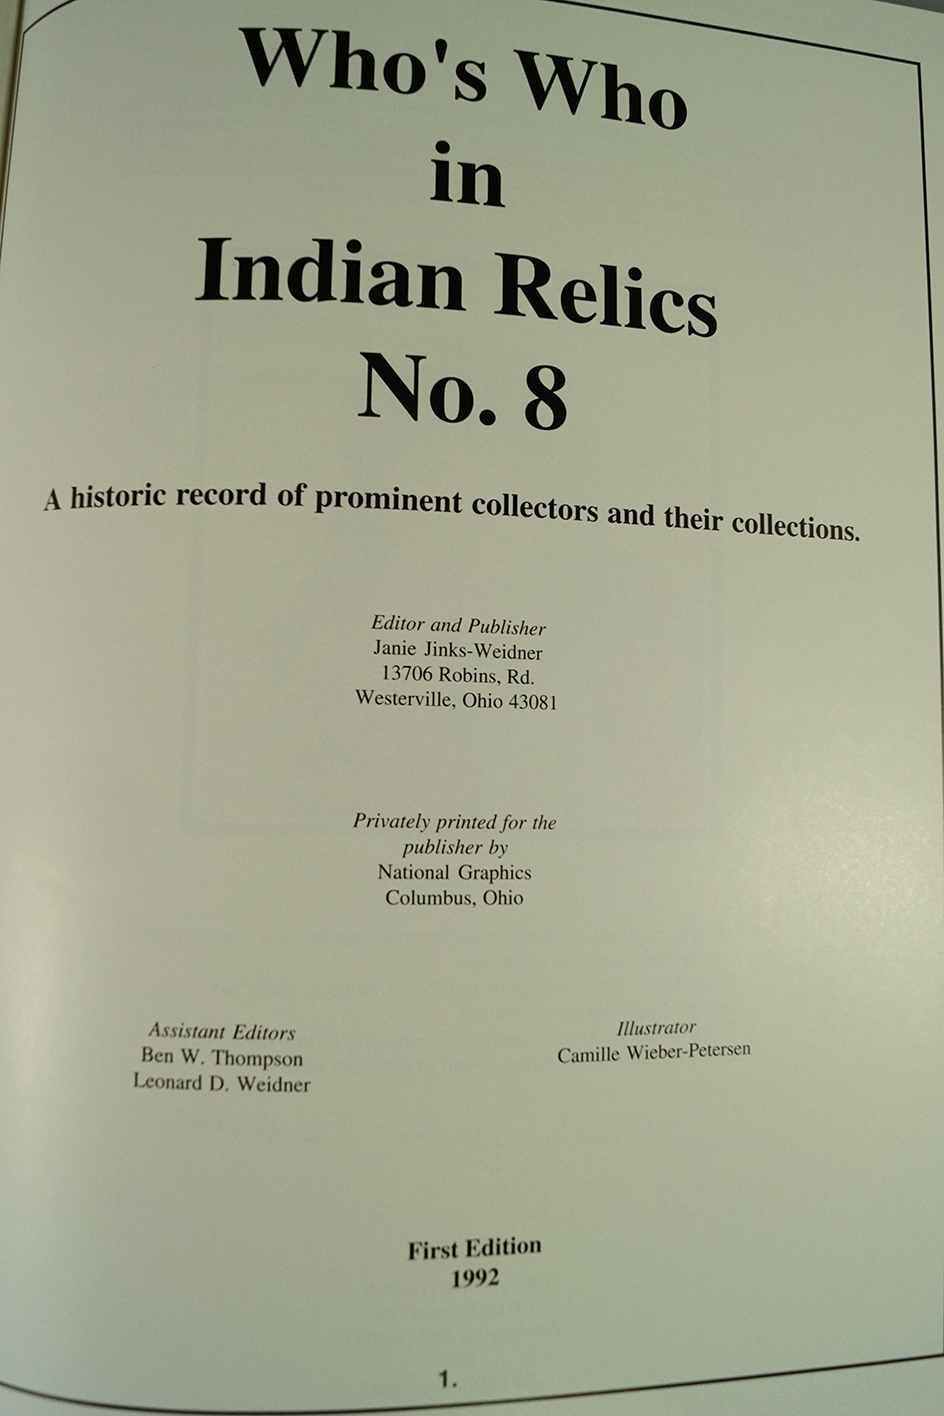 Who's Who
in
Indian Relics
No. 8
A historic record of prominent collectors and their collections.
Editor and Publisher
Janie Jinks-Weidner
13706 Robins, Rd.
Westerville, Ohio 43081
Privately printed for the
publisher by
National Graphics
Columbus, Ohio
Assistant Editors
Ben W. Thompson
Leonard D. Weidner
Illustrator
Camille Wieber-Petersen
First Edition
1992
1.